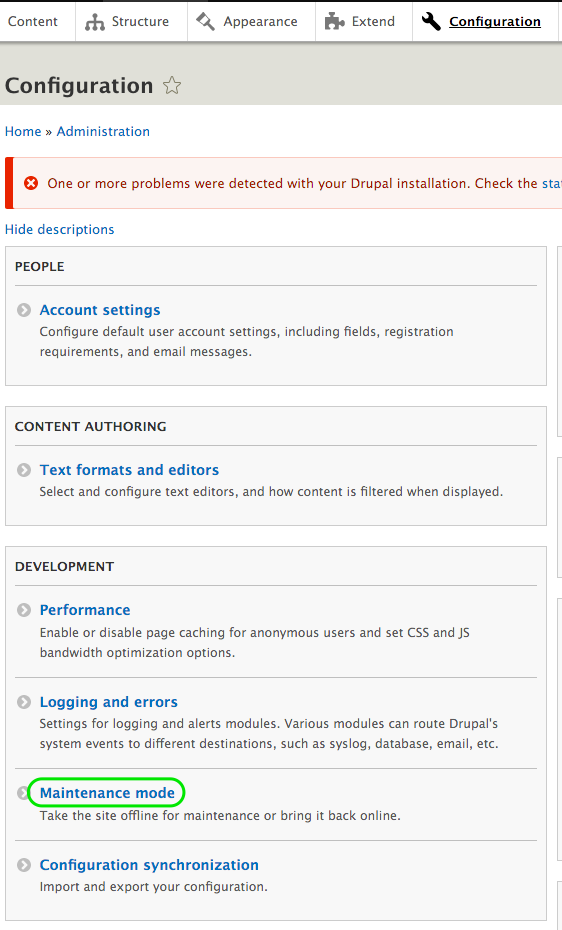 Content Structure Appearance Extend Configuration
Configuration
Home » Administration
One or more problems were detected with your Drupal installation. Check the
Hide descriptions
PEOPLE
Account settings
Configure default user account settings, including fields, registration
requirements, and email messages.
CONTENT AUTHORING
Text formats and editors
Select and configure text editors, and how content is filtered when displayed.
DEVELOPMENT
Performance
Enable or disable page caching for anonymous users and set CSS and JS
bandwidth optimization options.
Logging and errors
Settings for logging and alerts modules. Various modules can route Drupal's
system events to different destinations, such as syslog, database, email, etc.
Maintenance mode
Take the site offline for maintenance or bring it back online.
Configuration synchronization
Import and export your configuration.